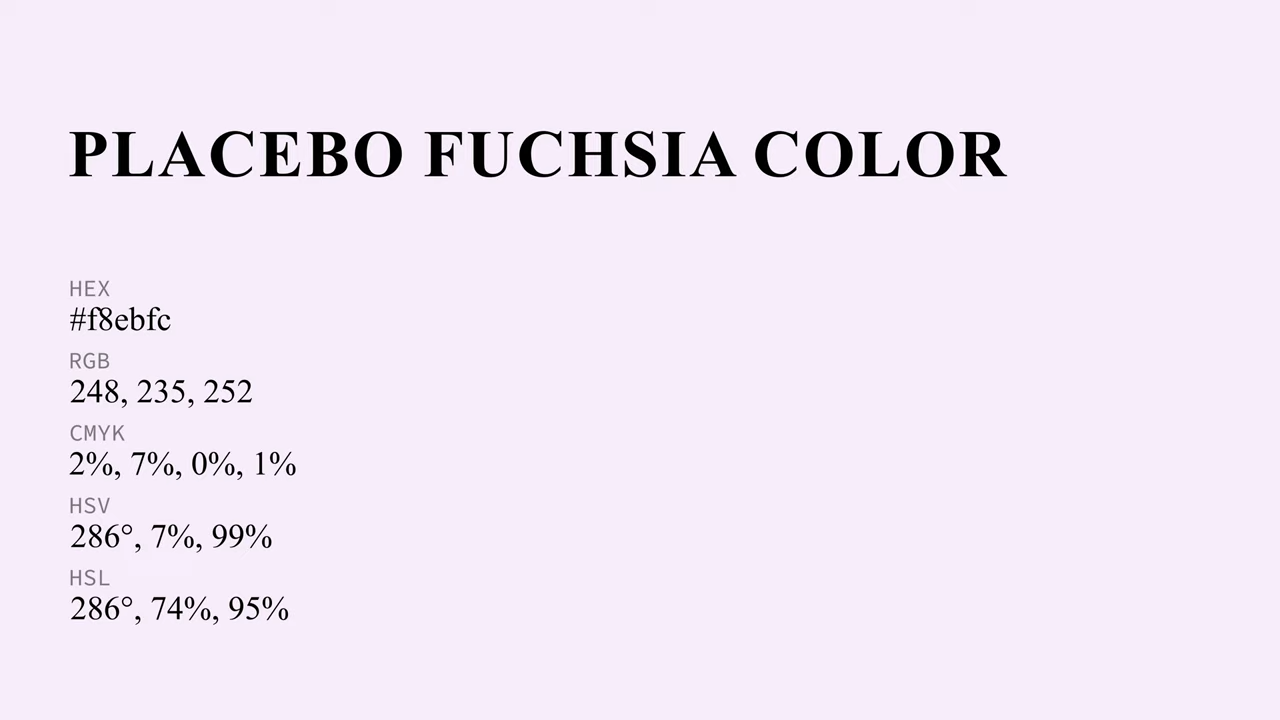 PLACEBO FUCHSIA COLOR
HEX
#f8ebfc
RGB
248, 235, 252
CMYK
2%, 7%, 0%, 1%
HSV
286°, 7%, 99%
HSL
286°, 74%, 95%